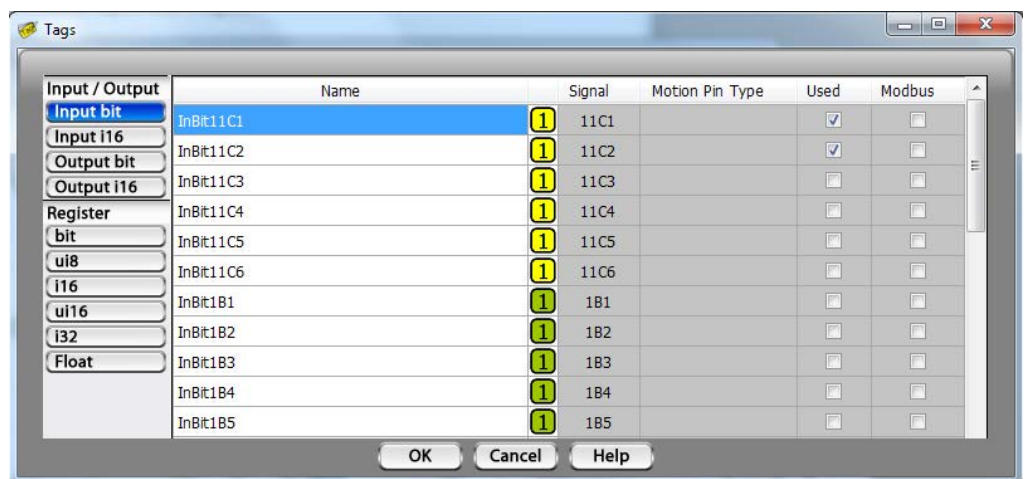 Tags
Input / Output
Input bit
Input i16
Output bit
Output i16
Register
bit
ui8
i16
ui16
i32
Float
Name Signal Motion Pin Type Used Modbus
InBit11C1 1 11C1
InBit11C2 1 11C2
InBit11C3 1 11C3
InBit11C4 1 11C4
InBit11C5 1 11C5
InBit11C6 1 11C6
InBit1B1 1 1B1
InBit1B2 1 1B2
InBit1B3 1 1B3
InBit1B4 1 1B4
InBit1B5 1 1B5
OK Cancel Help